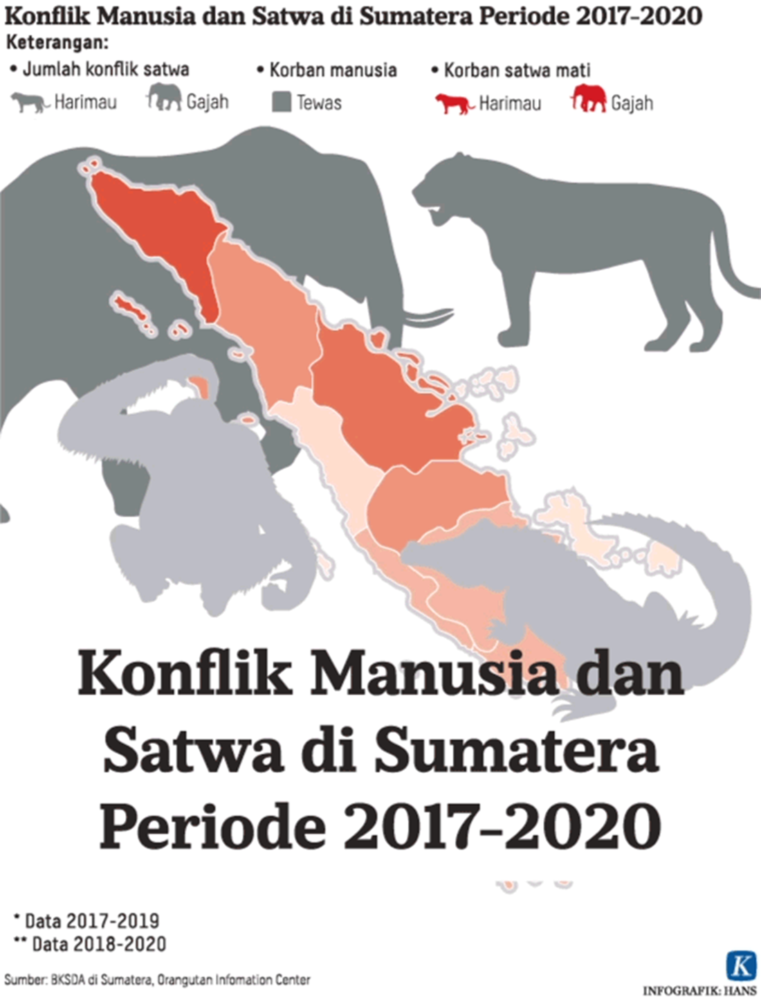 Konflik Manusia dan Satwa di Sumatera Periode 2017-2020
Keterangan:
• Jumlah konflik satwa • Korban manusia • Korban satwa mati
Harimau Gajah Tewas Harimau Gajah
Konflik Manusia dan
Satwa di Sumatera
Periode 2017-2020
* Data 2017-2019
** Data 2018-2020
Sumber: BKSDA di Sumatera, Orangutan Infomation Center
K
INFOGRAFIK: HANS